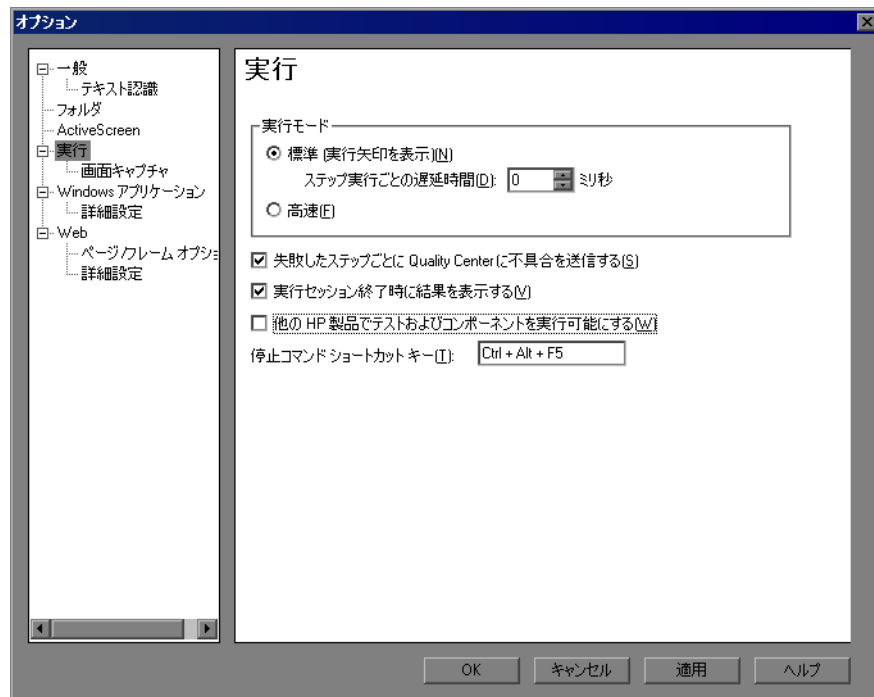 オプション
一般
テキスト認識
フォルダ
ActiveScreen
実行
画面キャプチャ
Windows アプリケーション
詳細設定
Web
ページ/フレーム オプショ
詳細設定
実行
実行モード
標準 (実行矢印を表示)(N)
ステップ実行ごとの遅延時間(D): 0 ミリ秒
高速(F)
失敗したステップごとに Quality Center に不具合を送信する(S)
実行セッション終了時に結果を表示する(V)
他の HP 製品でテストおよびコンポーネントを実行可能にする(W)
停止コマンド ショートカット キー(T): Ctrl + Alt + F5
OK キャンセル 適用 ヘルプ